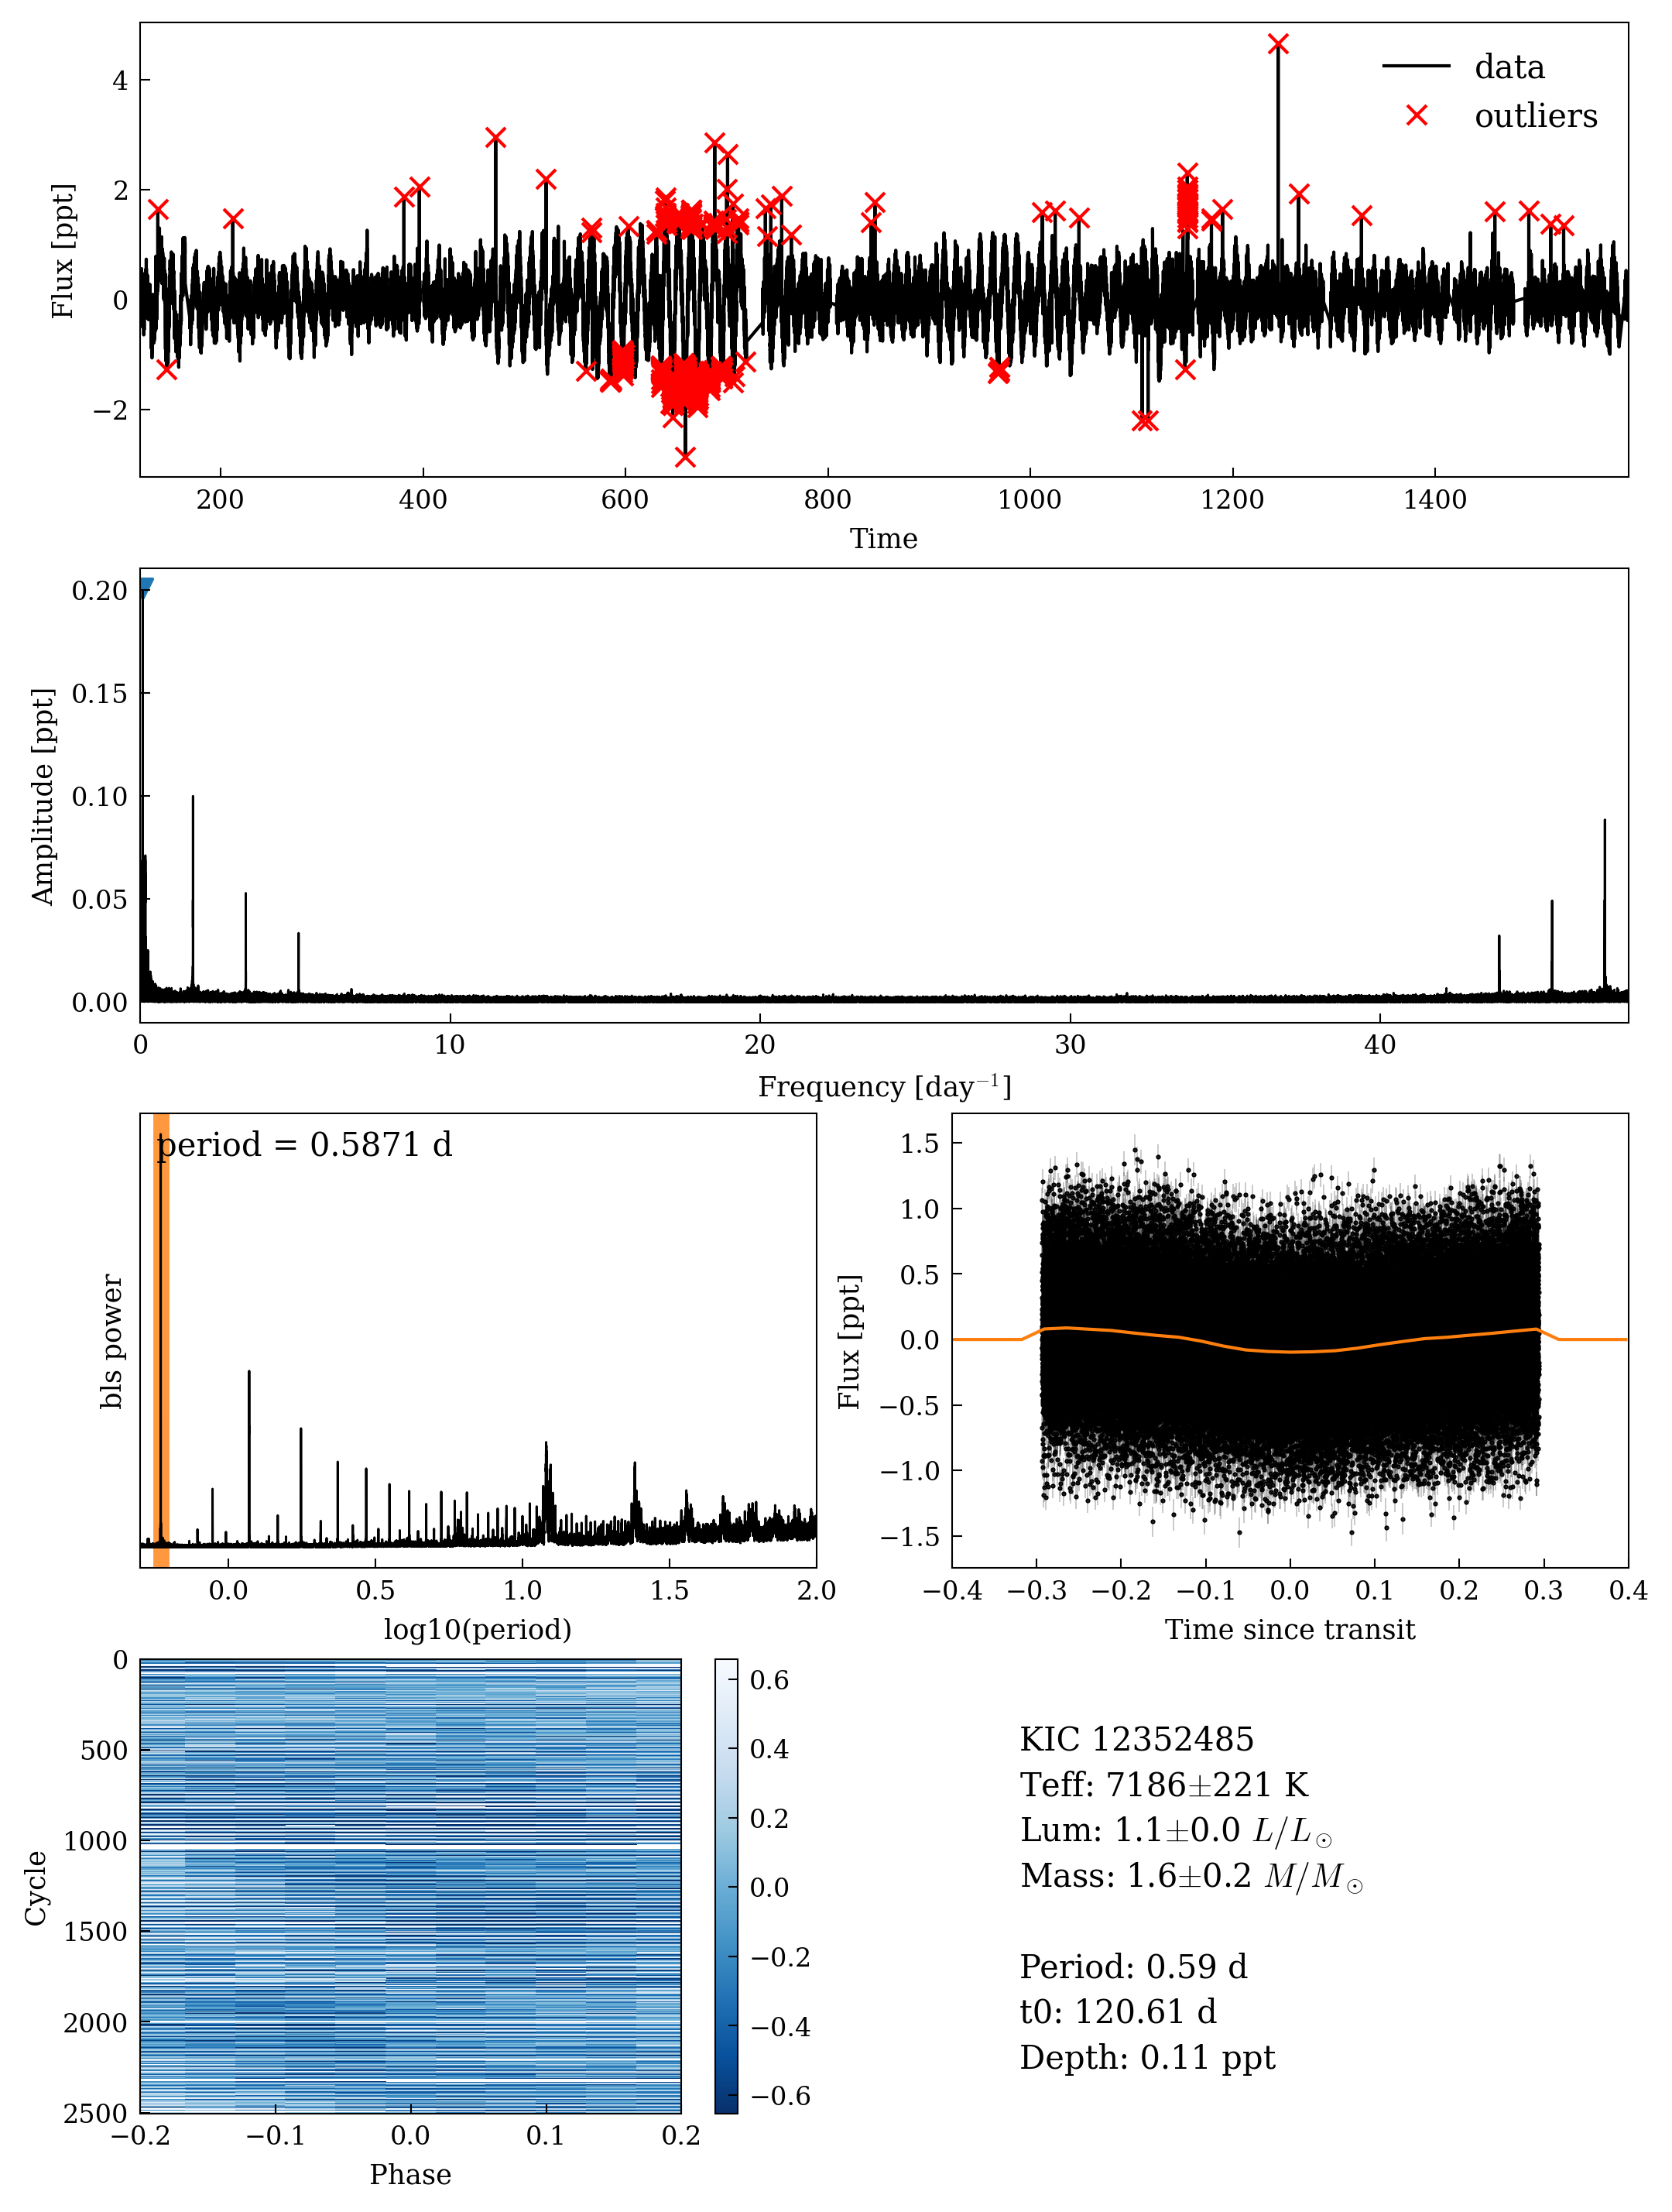 4
2
0
−2
Flux [ppt]
data
outliers
200 400 600 800 1000 1200 1400
Time
0.20
0.15
0.10
0.05
0.00
Amplitude [ppt]
0 10 20 30 40
Frequency [day⁻¹]
period = 0.5871 d
bls power
0.0 0.5 1.0 1.5 2.0
log10(period)
1.5
1.0
0.5
0.0
−0.5
−1.0
−1.5
Flux [ppt]
−0.4 −0.3 −0.2 −0.1 0.0 0.1 0.2 0.3 0.4
Time since transit
0
500
1000
1500
2000
2500
Cycle
−0.2 −0.1 0.0 0.1 0.2
Phase
0.6
0.4
0.2
0.0
−0.2
−0.4
−0.6
KIC 12352485
Teff: 7186±221 K
Lum: 1.1±0.0 L/L⊙
Mass: 1.6±0.2 M/M⊙
Period: 0.59 d
t0: 120.61 d
Depth: 0.11 ppt